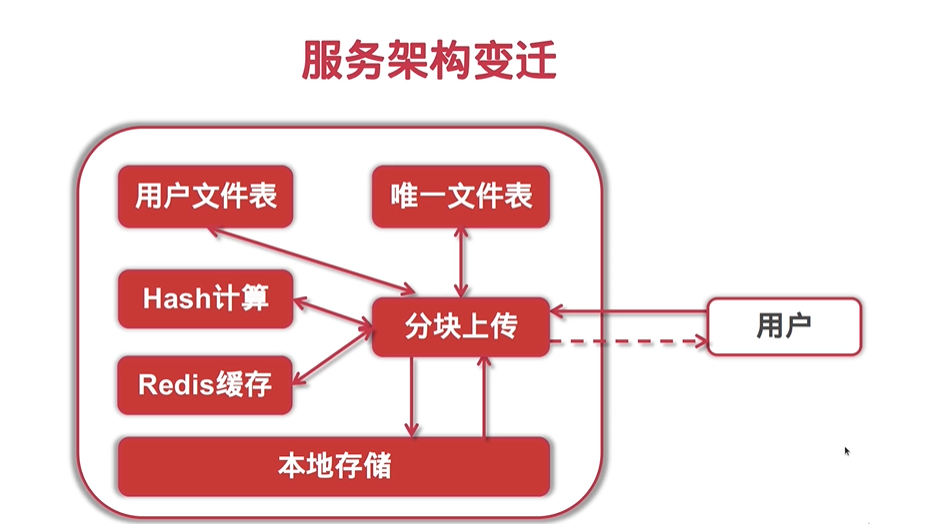 服务架构变迁
用户文件表
唯一文件表
Hash计算
分块上传
用户
Redis缓存
本地存储